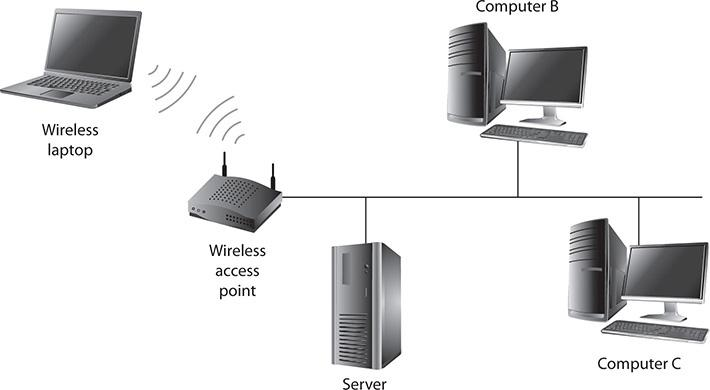 Computer B
Wireless
laptop
Wireless
access
point
Computer C
Server